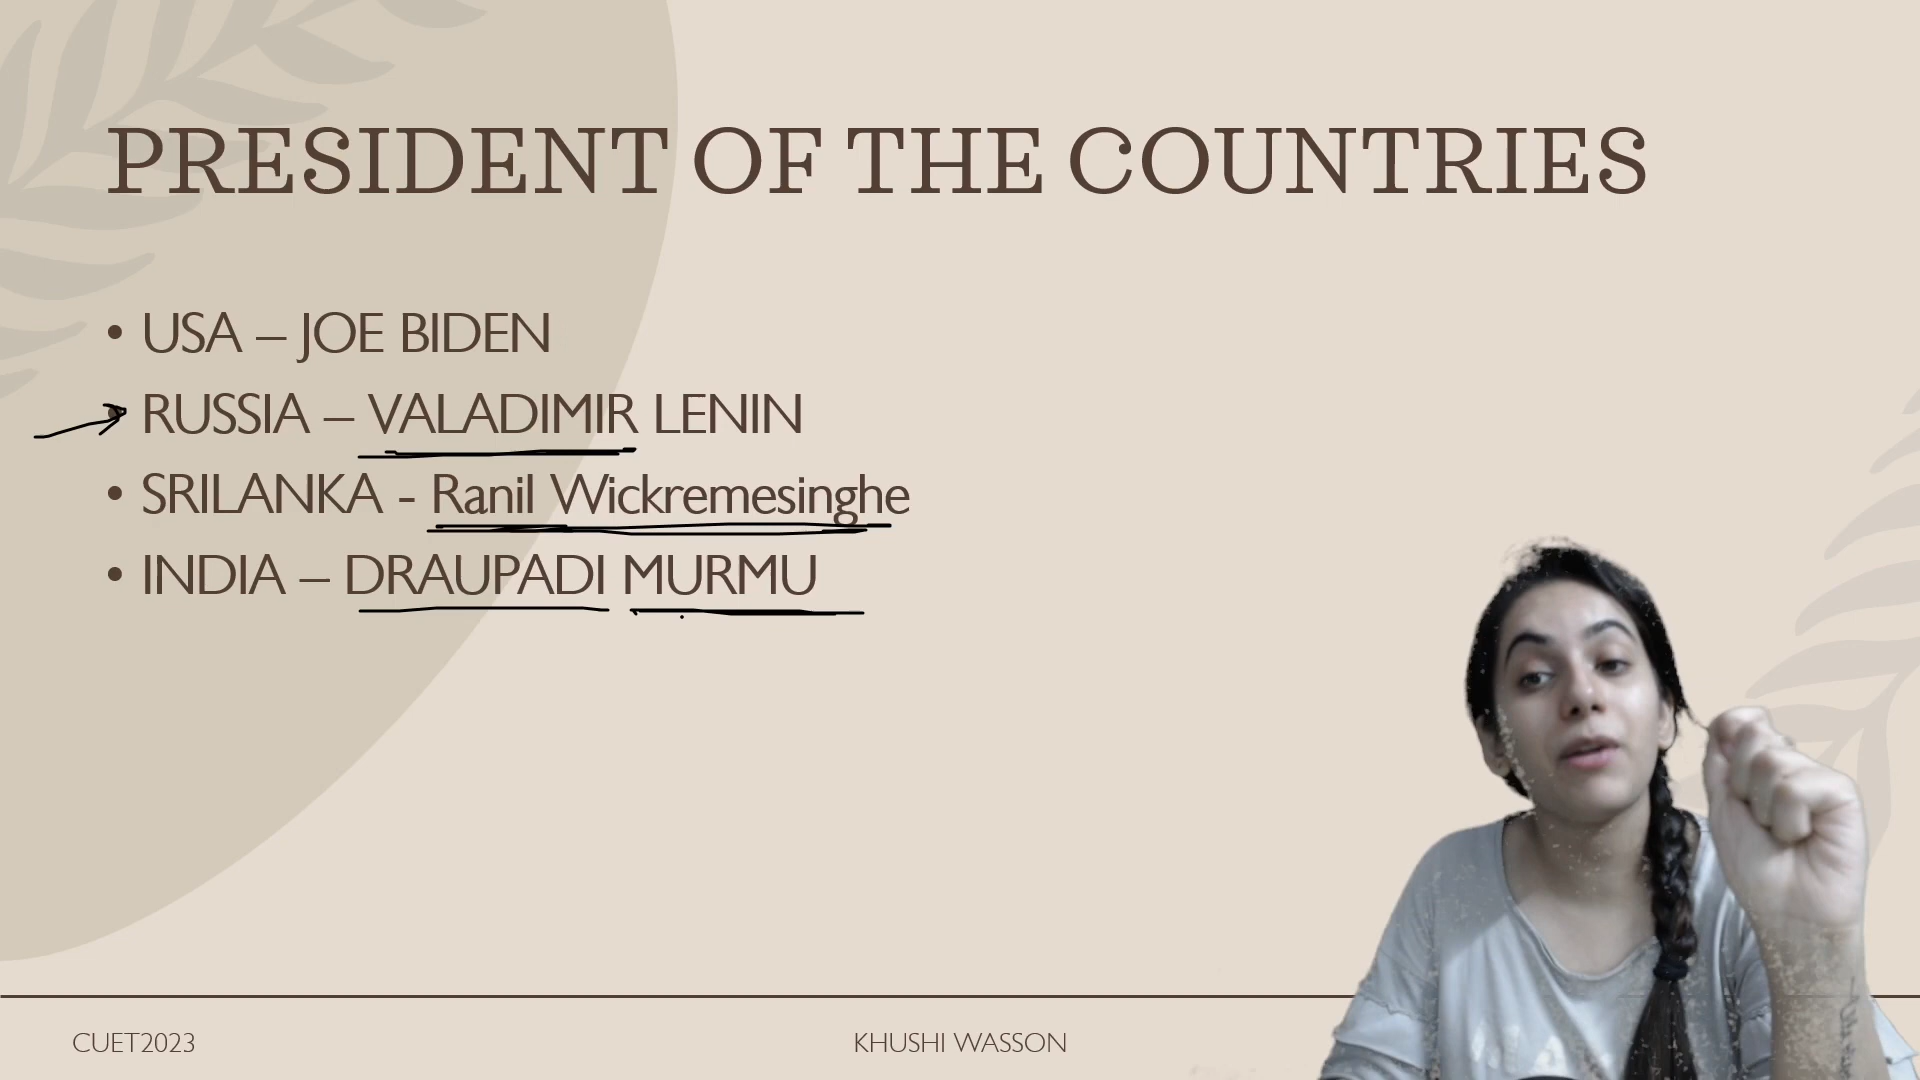 PRESIDENT OF THE COUNTRIES
• USA – JOE BIDEN
• RUSSIA – VALADIMIR LENIN
• SRILANKA - Ranil Wickremesinghe
• INDIA – DRAUPADI MURMU
CUET2023
KHUSHI WASSON